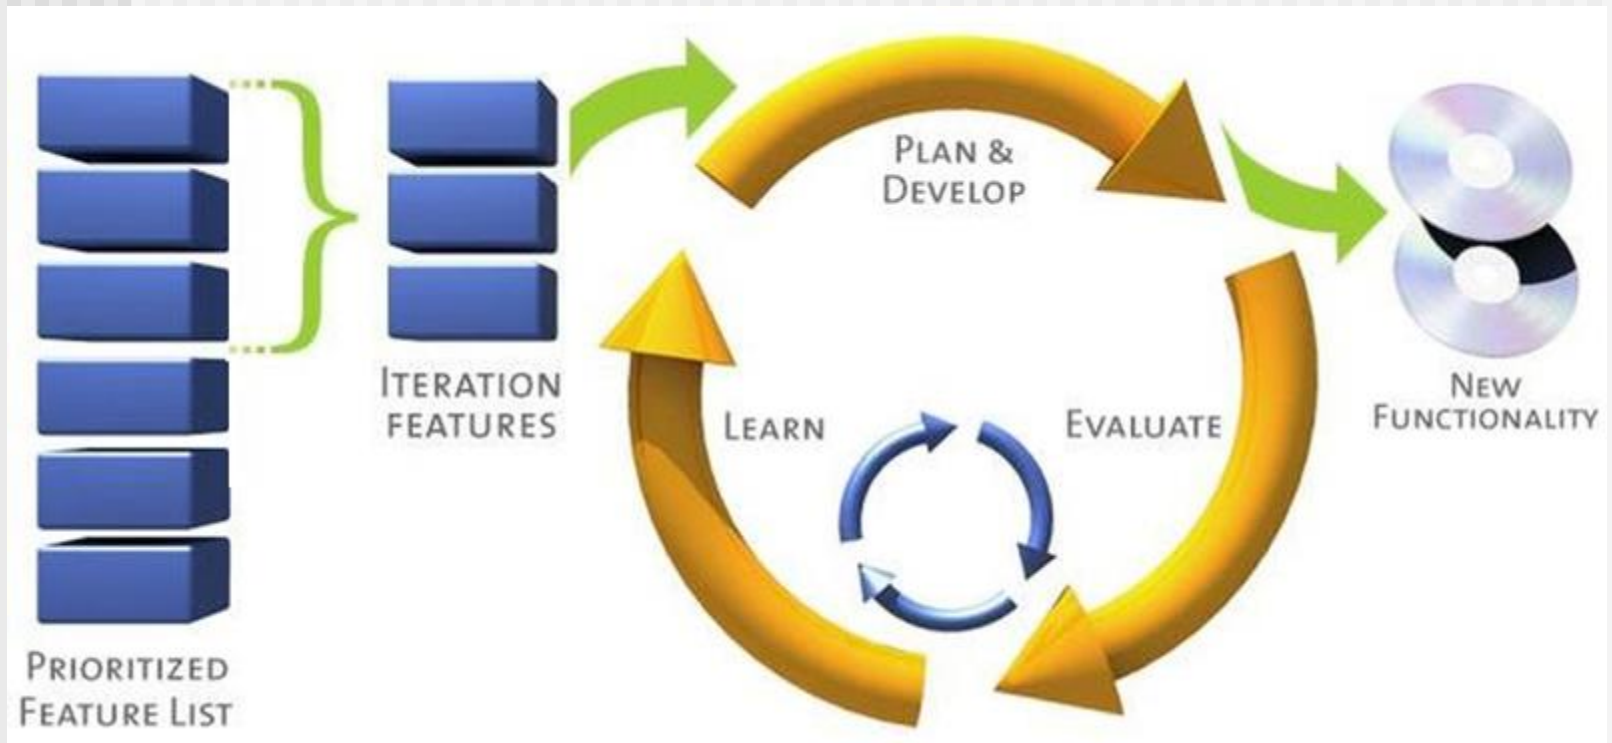 PRIORITIZED
FEATURE LIST
ITERATION
FEATURES
PLAN &
DEVELOP
LEARN
EVALUATE
NEW
FUNCTIONALITY